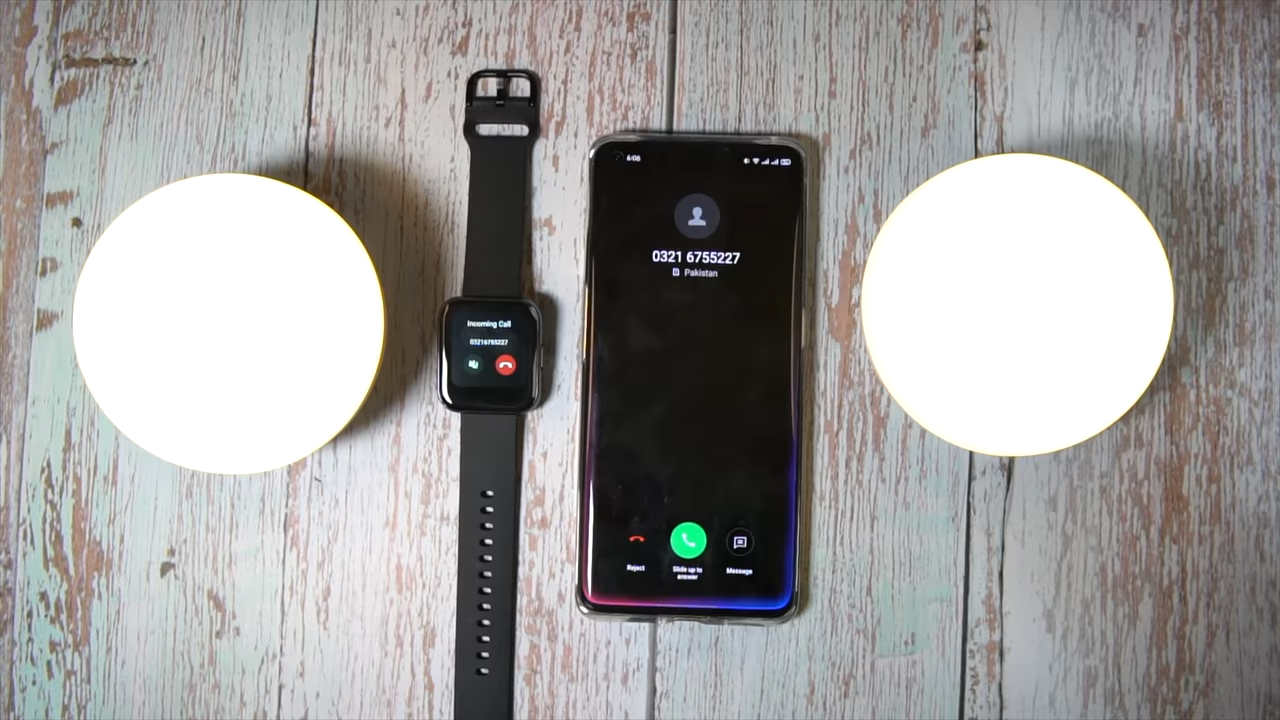 Incoming Call
03216755227
6:06
0321 6755227
Pakistan
Reject
Slide up to
answer
Message